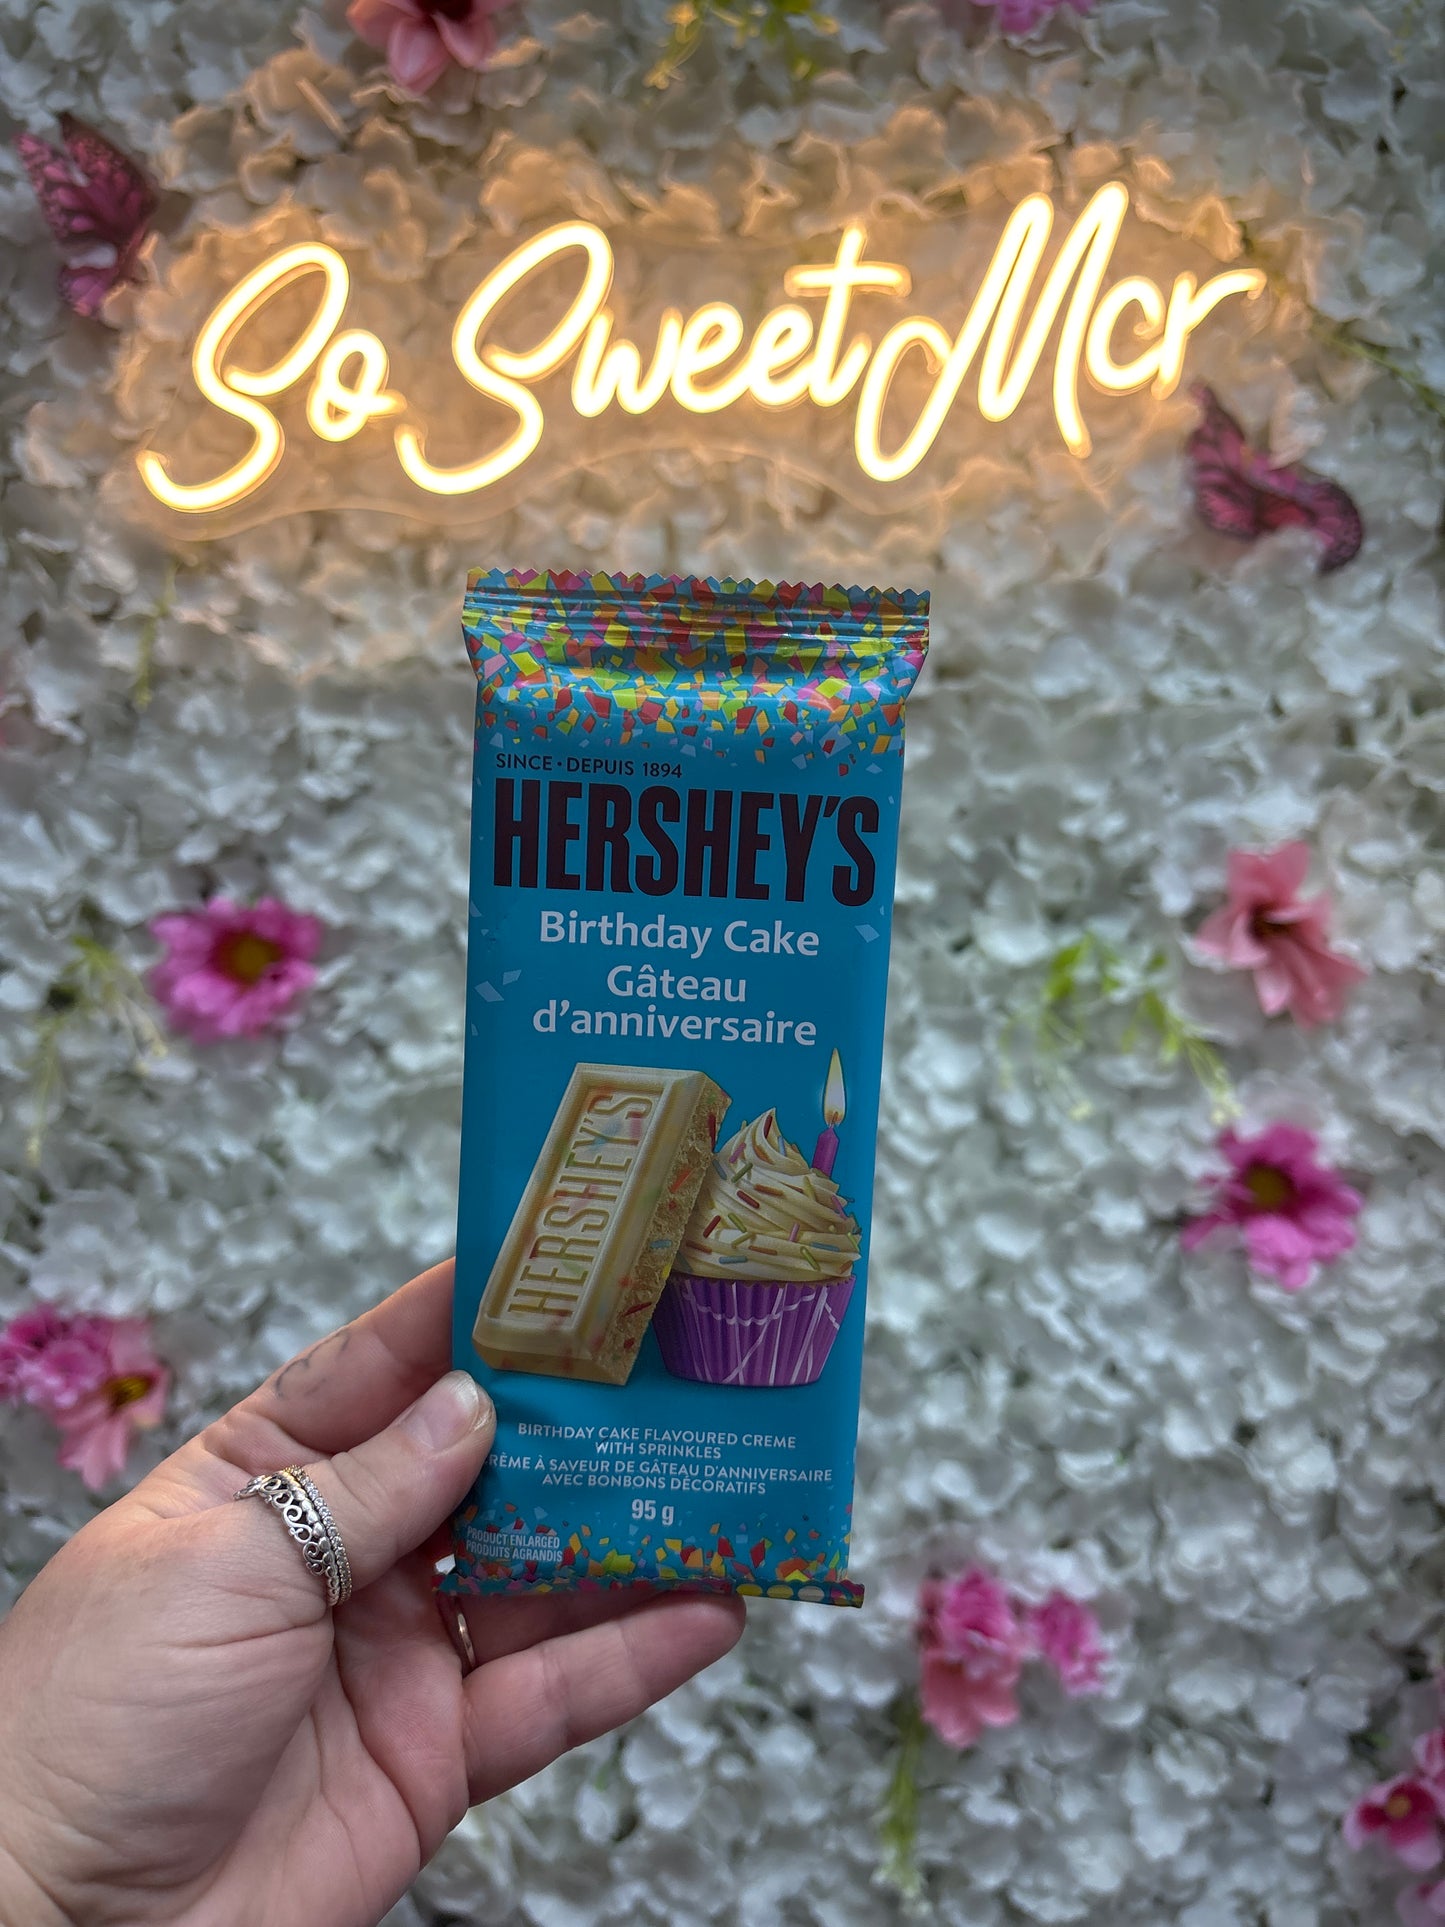 So Sweet Mcr
SINCE · DEPUIS 1894
HERSHEY'S
Birthday Cake
Gâteau
d'anniversaire
HERSHEY'S
BIRTHDAY CAKE FLAVOURED CREME
WITH SPRINKLES
RÈME À SAVEUR DE GÂTEAU D'ANNIVERSAIRE
AVEC BONBONS DÉCORATIFS
95 g
PRODUCT ENLARGED
PRODUITS AGRANDIS